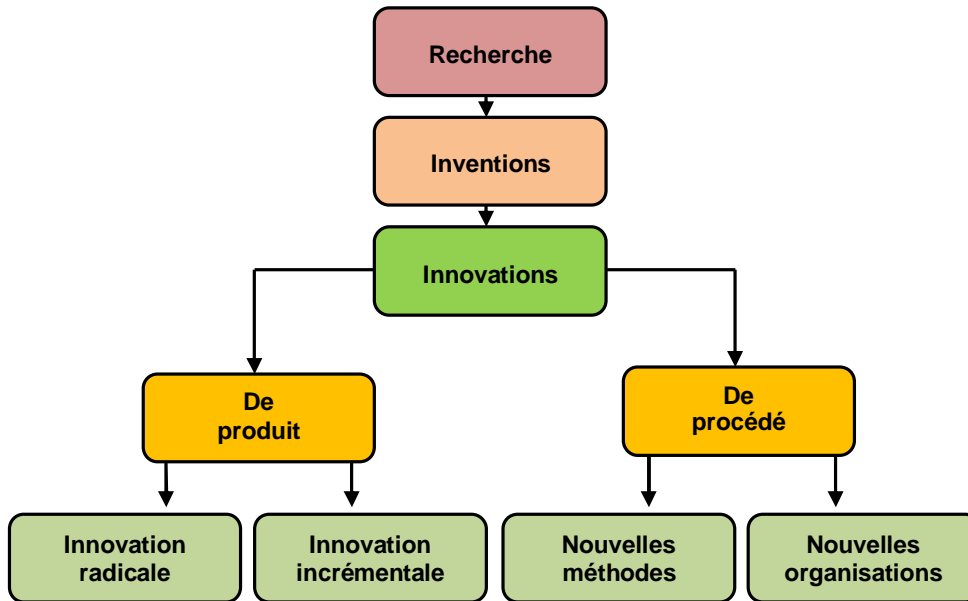 Recherche
Inventions
Innovations
De
produit
De
procédé
Innovation
radicale
Innovation
incrémentale
Nouvelles
méthodes
Nouvelles
organisations